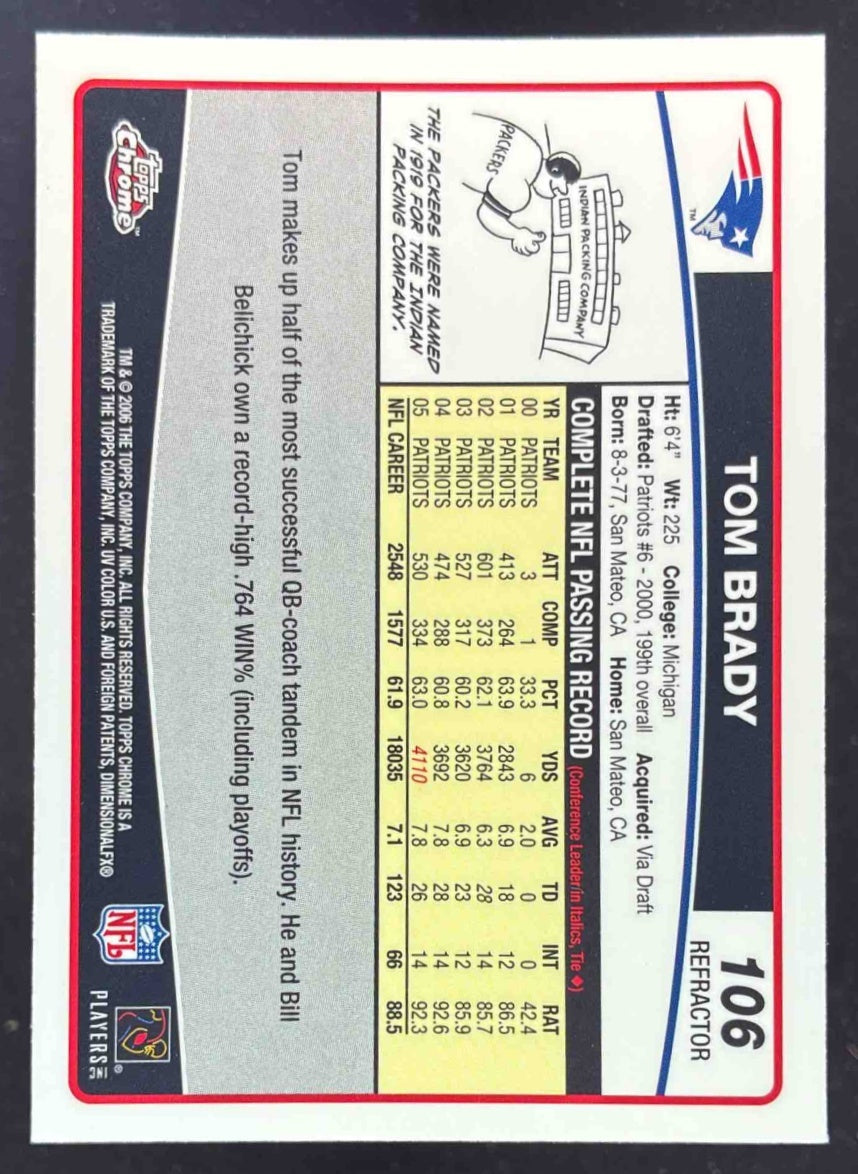 TM
TOM BRADY
106
REFRACTOR
Ht: 6'4" Wt: 225 College: Michigan
Drafted: Patriots #6 - 2000, 199th overall Acquired: Via Draft
Born: 8-3-77, San Mateo, CA Home: San Mateo, CA
INDIAN PACKING COMPANY
PACKERS
THE PACKERS WERE NAMED
IN 1919 FOR THE INDIAN
PACKING COMPANY.
COMPLETE NFL PASSING RECORD (Conference Leader in Italics, Tie ♦)
YR TEAM ATT COMP PCT YDS AVG TD INT RAT
00 PATRIOTS 3 1 33.3 6 2.0 0 0 42.4
01 PATRIOTS 413 264 63.9 2843 6.9 18 12 86.5
02 PATRIOTS 601 373 62.1 3764 6.3 28 14 85.7
03 PATRIOTS 527 317 60.2 3620 6.9 23 12 85.9
04 PATRIOTS 474 288 60.8 3692 7.8 28 14 92.6
05 PATRIOTS 530 334 63.0 4110 7.8 26 14 92.3
NFL CAREER 2548 1577 61.9 18035 7.1 123 66 88.5
Tom makes up half of the most successful QB-coach tandem in NFL history. He and Bill
Belichick own a record-high .764 WIN% (including playoffs).
Topps
Chrome
TM
TM & © 2006 THE TOPPS COMPANY, INC. ALL RIGHTS RESERVED. TOPPS CHROME IS A
TRADEMARK OF THE TOPPS COMPANY, INC. UV COLOR U.S. AND FOREIGN PATENTS, DIMENSIONALFX®
NFL
®
PLAYERS INC